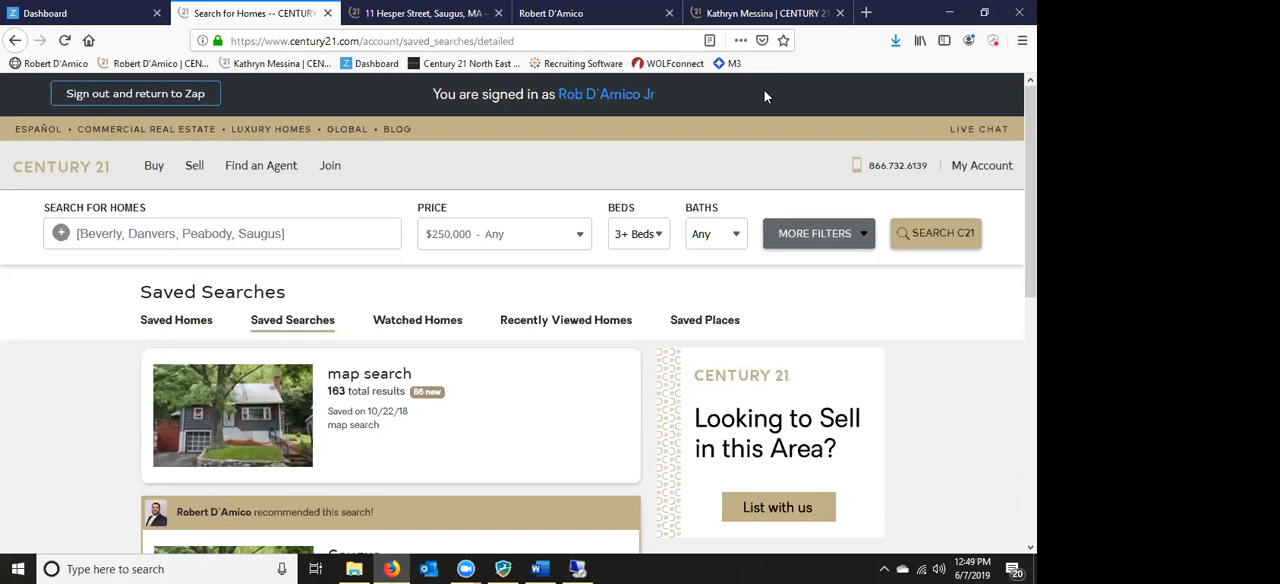 Dashboard
Search for Homes -- CENTURY
11 Hesper Street, Saugus, MA --
Robert D'Amico
Kathryn Messina | CENTURY 21
https://www.century21.com/account/saved_searches/detailed
Robert D'Amico
Robert D'Amico | CEN...
Kathryn Messina | CEN...
Dashboard
Century 21 North East ...
Recruiting Software
WOLFconnect
M3
Sign out and return to Zap
You are signed in as Rob D'Amico Jr
ESPAÑOL • COMMERCIAL REAL ESTATE • LUXURY HOMES • GLOBAL • BLOG
LIVE CHAT
CENTURY 21
Buy
Sell
Find an Agent
Join
866.732.6139
My Account
SEARCH FOR HOMES
PRICE
BEDS
BATHS
[Beverly, Danvers, Peabody, Saugus]
$250,000 - Any
3+ Beds
Any
MORE FILTERS
SEARCH C21
Saved Searches
Saved Homes
Saved Searches
Watched Homes
Recently Viewed Homes
Saved Places
map search
163 total results 86 new
Saved on 10/22/18
map search
CENTURY 21.
Looking to Sell
in this Area?
List with us
Robert D'Amico recommended this search!
Type here to search
12:49 PM
6/7/2019
20